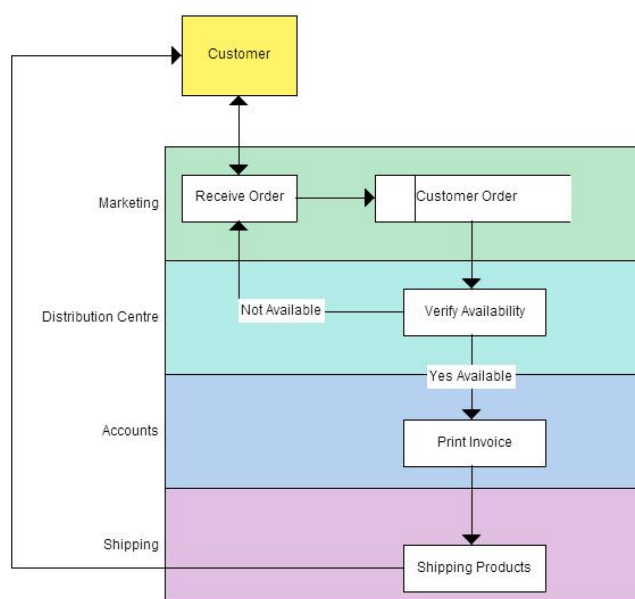 Customer
Marketing
Receive Order
Customer Order
Distribution Centre
Not Available
Verify Availability
Yes Available
Accounts
Print Invoice
Shipping
Shipping Products